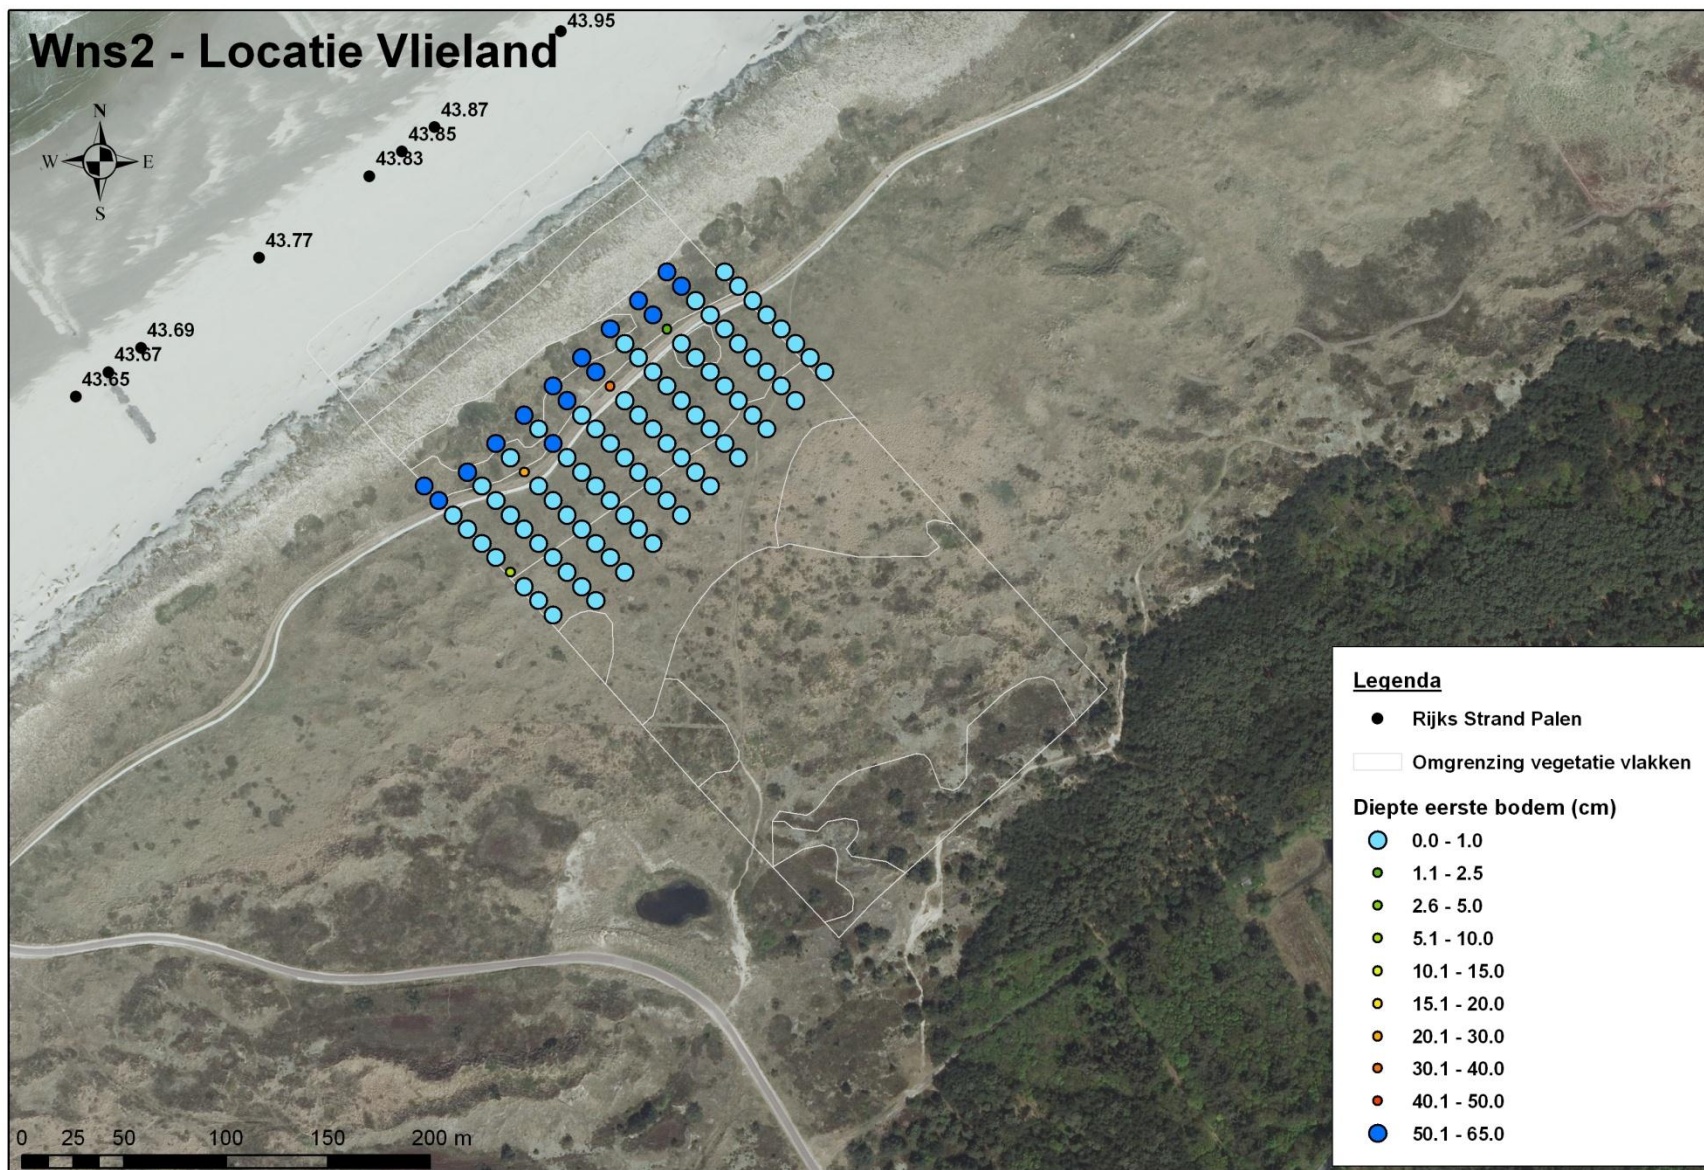 Wns2 - Locatie Vlieland
43.95
43.87
43.85
43.83
43.77
43.69
43.67
43.65
N
W E
S
Legenda
Rijks Strand Palen
Omgrenzing vegetatie vlakken
Diepte eerste bodem (cm)
0.0 - 1.0
1.1 - 2.5
2.6 - 5.0
5.1 - 10.0
10.1 - 15.0
15.1 - 20.0
20.1 - 30.0
30.1 - 40.0
40.1 - 50.0
50.1 - 65.0
0 25 50 100 150 200 m